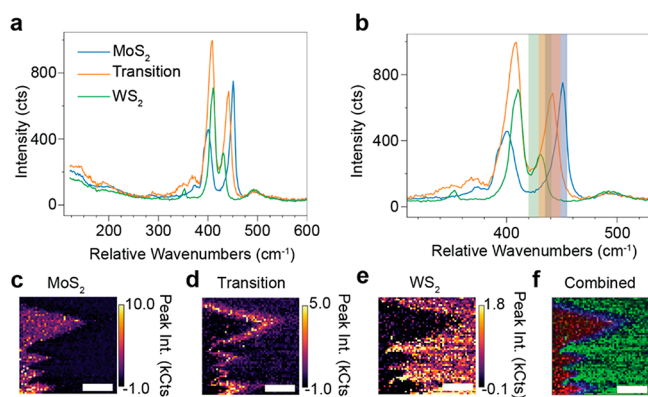 a
b
MoS2
Transition
WS2
Intensity (cts)
800
400
0
200 300 400 500 600
Relative Wavenumbers (cm-1)
Intensity (cts)
800
400
0
400 500
Relative Wavenumbers (cm-1)
c MoS2
d Transition
e WS2
f Combined
10.0
-1.0
Peak Int. (kCts)
5.0
-1.0
Peak Int. (kCts
1.8
-0.1
Peak Int. (kCts)